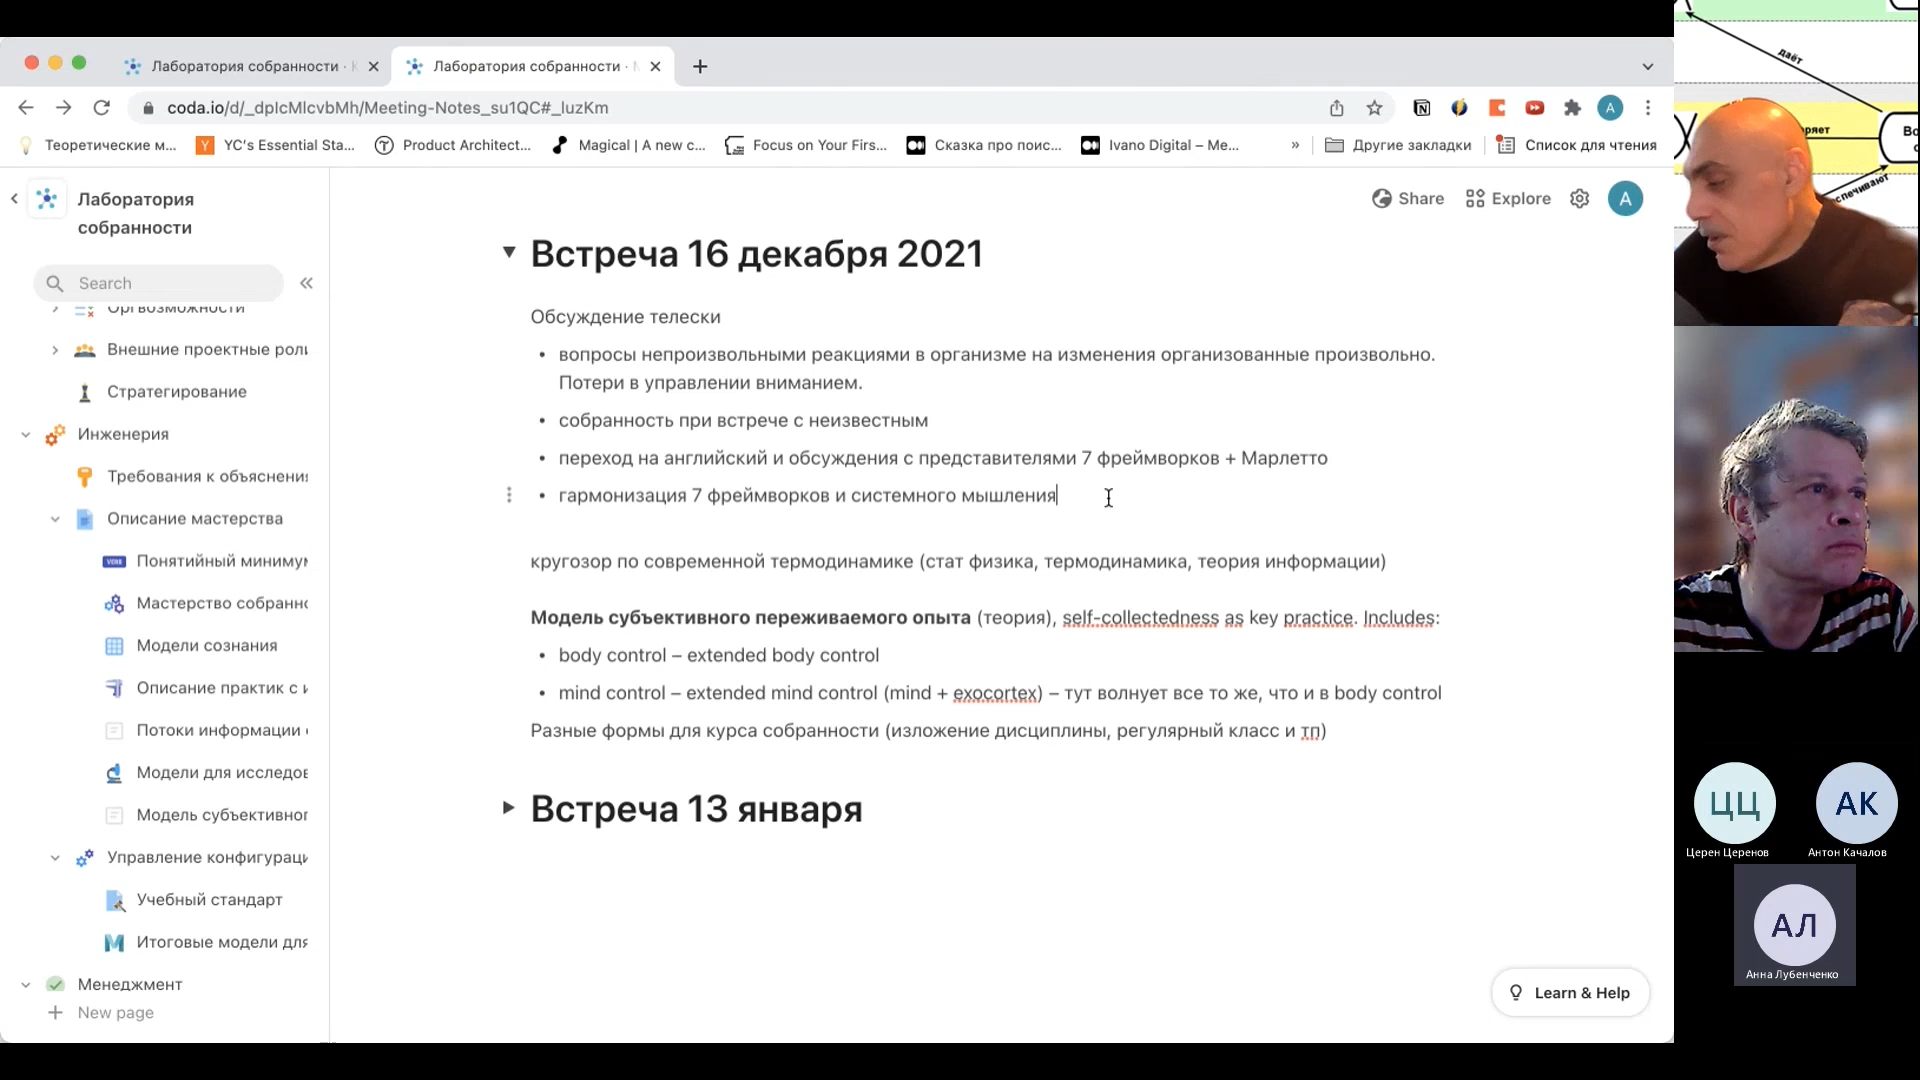 Лаборатория собранности ·
Лаборатория собранности ·
coda.io/d/_dplcMlcvbMh/Meeting-Notes_su1QC#_luzKm
Теоретические м...
YC's Essential Sta...
Product Architect...
Magical | A new c...
Focus on Your Firs...
Сказка про поис...
Ivano Digital – Me...
»
Другие закладки
Список для чтения
Лаборатория
собранности
Search
Оргвозможности
Внешние проектные роли
Стратегирование
Инженерия
Требования к объяснени
Описание мастерства
Понятийный миниму
Мастерство собранно
Модели сознания
Описание практик с и
Потоки информации
Модели для исследов
Модель субъективног
Управление конфигураци
Учебный стандарт
Итоговые модели для
Менеджмент
New page
Share
Explore
A
Встреча 16 декабря 2021
Обсуждение телески
• вопросы непроизвольными реакциями в организме на изменения организованные произвольно.
Потери в управлении вниманием.
• собранность при встрече с неизвестным
• переход на английский и обсуждения с представителями 7 фреймворков + Марлетто
• гармонизация 7 фреймворков и системного мышления
кругозор по современной термодинамике (стат физика, термодинамика, теория информации)
Модель субъективного переживаемого опыта (теория), self-collectedness as key practice. Includes:
• body control – extended body control
• mind control – extended mind control (mind + exocortex) – тут волнует все то же, что и в body control
Разные формы для курса собранности (изложение дисциплины, регулярный класс и тп)
Встреча 13 января
Learn & Help
даёт
Во
ЦЦ
Церен Церенов
АК
Антон Качалов
АЛ
Анна Лубенченко